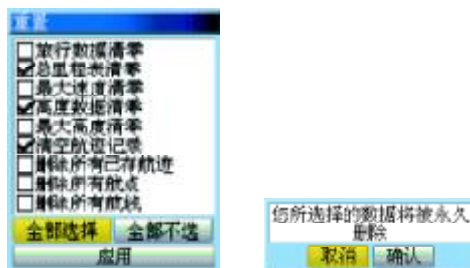 重置
旅行数据清零
总里程表清零
最大速度清零
高度数据清零
最大高度清零
清空航迹记录
删除所有已存航迹
删除所有航点
删除所有航线
全部选择 全部不选
应用
您所选择的数据将被永久
删除
取消 确认